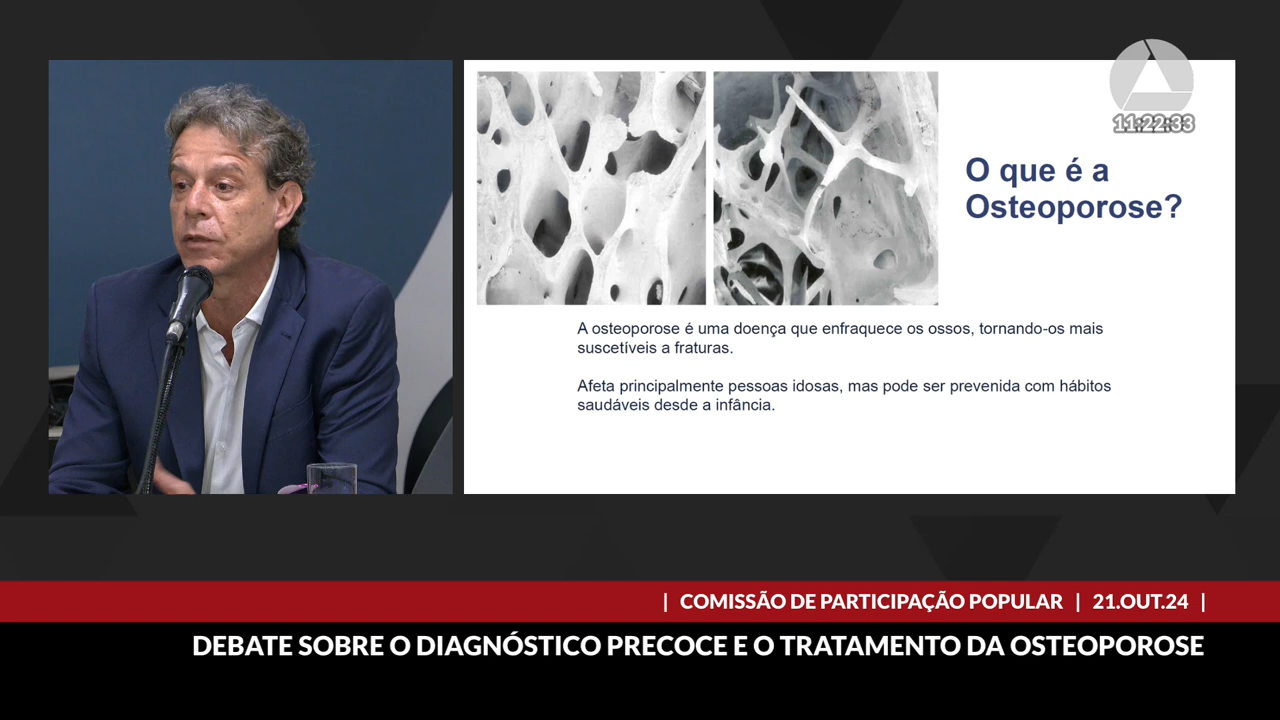 11:22:33
O que é a
Osteoporose?
A osteoporose é uma doença que enfraquece os ossos, tornando-os mais
suscetíveis a fraturas.
Afeta principalmente pessoas idosas, mas pode ser prevenida com hábitos
saudáveis desde a infância.
| COMISSÃO DE PARTICIPAÇÃO POPULAR | 21.OUT.24 |
DEBATE SOBRE O DIAGNÓSTICO PRECOCE E O TRATAMENTO DA OSTEOPOROSE